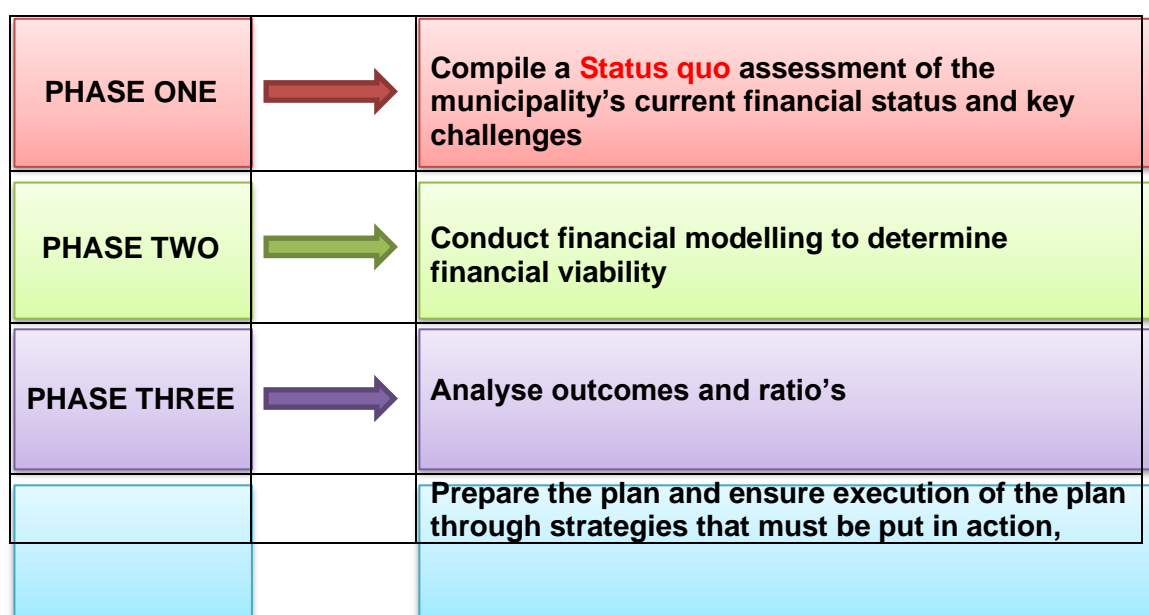 PHASE ONE
Compile a Status quo assessment of the
municipality’s current financial status and key
challenges
PHASE TWO
Conduct financial modelling to determine
financial viability
PHASE THREE
Analyse outcomes and ratio’s
Prepare the plan and ensure execution of the plan
through strategies that must be put in action,